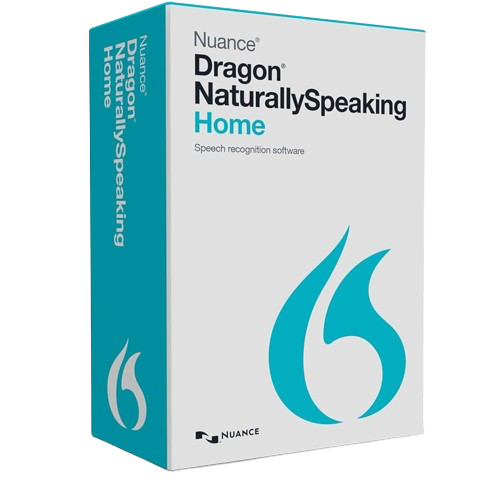 Nuance®
Dragon®
NaturallySpeaking
Home
Speech recognition software
NUANCE
Nuance®
Dragon®
NaturallySpeaking
Home